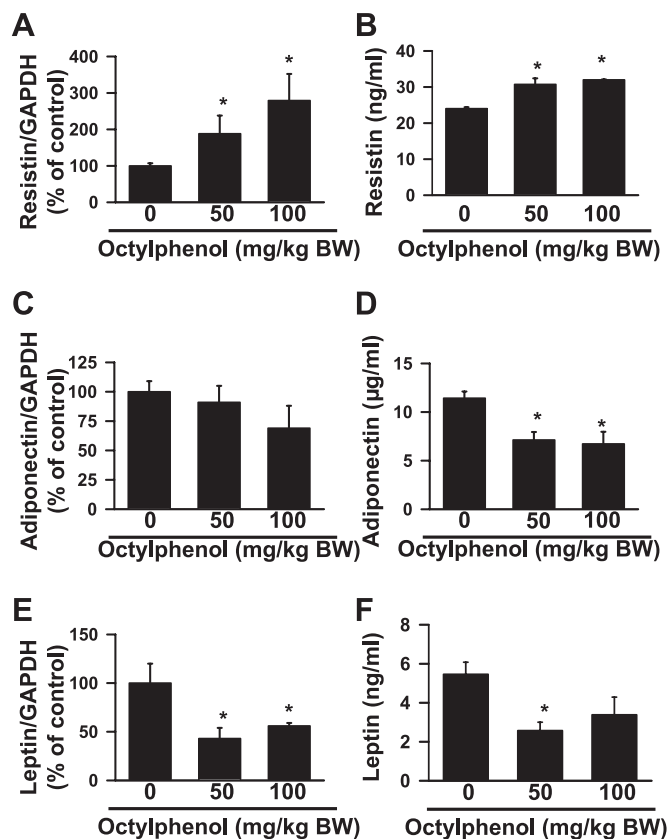 A
Resistin/GAPDH
(% of control)
400
300
200
100
0
*
*
0 50 100
Octylphenol (mg/kg BW)
B
Resistin (ng/ml)
40
30
20
10
0
*
*
0 50 100
Octylphenol (mg/kg BW)
C
Adiponectin/GAPDH
(% of control)
125
100
75
50
25
0
0 50 100
Octylphenol (mg/kg BW)
D
Adiponectin (µg/ml)
15
10
5
0
*
*
0 50 100
Octylphenol (mg/kg BW)
E
Leptin/GAPDH
(% of control)
150
100
50
0
*
*
0 50 100
Octylphenol (mg/kg BW)
F
Leptin (ng/ml)
8
6
4
2
0
*
0 50 100
Octylphenol (mg/kg BW)